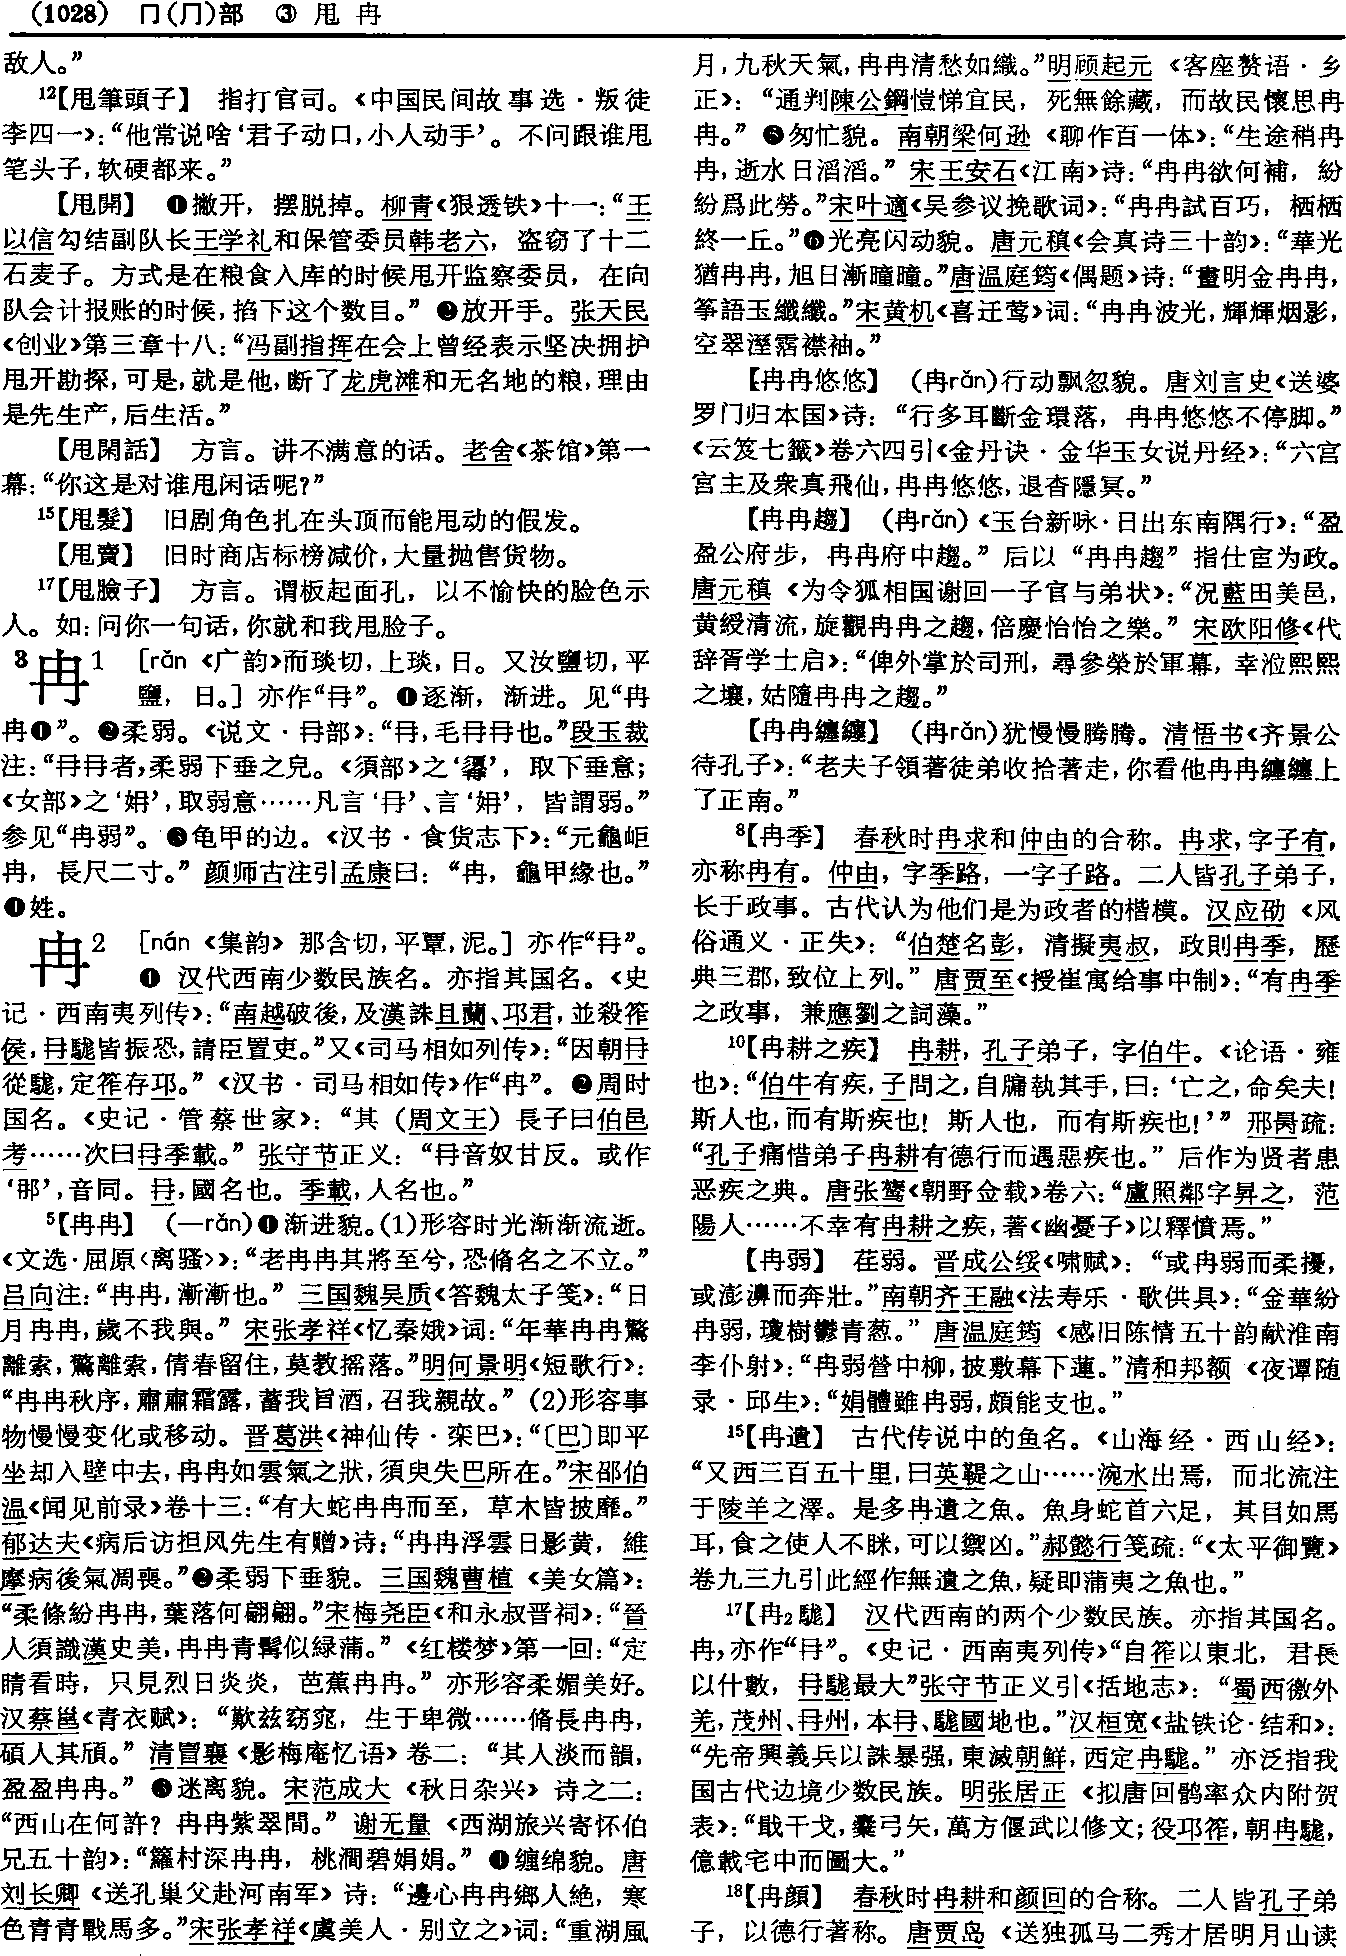 (1028) 冂(⺆)部 ③ 甩 冉
敌人。”
¹²【甩筆頭子】 指打官司。《中国民间故事选·叛徒
李四一》：“他常说啥‘君子动口，小人动手’。不问跟谁甩
笔头子，软硬都来。”
【甩開】 ❶撇开，摆脱掉。柳青《狠透铁》十一：“王
以信勾结副队长王学礼和保管委员韩老六，盗窃了十二
石麦子。方式是在粮食入库的时候甩开监察委员，在向
队会计报账的时候，掐下这个数目。” ❷放开手。张天民
《创业》第三章十八：“冯副指挥在会上曾经表示坚决拥护
甩开勘探，可是，就是他，断了龙虎滩和无名地的粮，理由
是先生产，后生活。”
【甩閑話】 方言。讲不满意的话。老舍《茶馆》第一
幕：“你这是对谁甩闲话呢？”
¹⁵【甩髮】 旧剧角色扎在头顶而能甩动的假发。
【甩賣】 旧时商店标榜减价，大量抛售货物。
¹⁷【甩臉子】 方言。谓板起面孔，以不愉快的脸色示
人。如：问你一句话，你就和我甩脸子。
3 冉1 [rǎn 《广韵》而琰切，上琰，日。又汝鹽切，平
鹽，日。] 亦作“冄”。❶逐渐，渐进。见“冉
冉❶”。❷柔弱。《说文·冄部》：“冄，毛冄冄也。”段玉裁
注：“冄冄者，柔弱下垂之皃。《須部》之‘䫇’，取下垂意；
《女部》之‘姌’，取弱意……凡言‘冄’、言‘姌’，皆謂弱。”
参见“冉弱”。❸龟甲的边。《汉书·食货志下》：“元龜岠
冉，長尺二寸。” 颜师古注引孟康曰：“冉，龜甲緣也。”
❹姓。
冉2 [nán 《集韵》那含切，平覃，泥。] 亦作“冄”。
❶ 汉代西南少数民族名。亦指其国名。《史
记·西南夷列传》：“南越破後，及漢誅且蘭、邛君，並殺筰
侯，冄駹皆振恐，請臣置吏。”又《司马相如列传》：“因朝冄
從駹，定筰存邛。” 《汉书·司马相如传》作“冉”。❷周时
国名。《史记·管蔡世家》：“其（周文王）長子曰伯邑
考……次曰冄季載。” 张守节正义：“冄音奴甘反。或作
‘䣸’，音同。冄，國名也。季載，人名也。”
⁵【冉冉】 (—rǎn)❶渐进貌。(1)形容时光渐渐流逝。
《文选·屈原〈离骚〉》：“老冉冉其將至兮，恐脩名之不立。”
吕向注：“冉冉，渐渐也。” 三国魏吴质《答魏太子笺》：“日
月冉冉，歲不我與。” 宋张孝祥《忆秦娥》词：“年華冉冉驚
離索，驚離索，倩春留住，莫教摇落。”明何景明《短歌行》：
“冉冉秋序，肅肅霜露，蓄我旨酒，召我親故。” (2)形容事
物慢慢变化或移动。晋葛洪《神仙传·栾巴》：“〔巴〕即平
坐却入壁中去，冉冉如雲氣之狀，須臾失巴所在。”宋邵伯
温《闻见前录》卷十三：“有大蛇冉冉而至，草木皆披靡。”
郁达夫《病后访担风先生有赠》诗：“冉冉浮雲日影黄，維
摩病後氣凋喪。”❷柔弱下垂貌。三国魏曹植《美女篇》：
“柔條紛冉冉，葉落何翩翩。”宋梅尧臣《和永叔晋祠》：“晉
人須識漢史美，冉冉青髯似緑蒲。” 《红楼梦》第一回：“定
睛看時，只見烈日炎炎，芭蕉冉冉。” 亦形容柔媚美好。
汉蔡邕《青衣赋》：“歎兹窈窕，生于卑微……脩長冉冉，
碩人其頎。” 清冒襄《影梅庵忆语》卷二：“其人淡而韻，
盈盈冉冉。” ❸迷离貌。宋范成大《秋日杂兴》诗之二：
“西山在何許？冉冉紫翠間。” 谢无量《西湖旅兴寄怀伯
兄五十韵》：“籬村深冉冉，桃澗碧娟娟。” ❹缠绵貌。唐
刘长卿《送孔巢父赴河南军》诗：“邊心冉冉鄉人絶，寒
色青青戰馬多。”宋张孝祥《虞美人·别立之》词：“重湖風
月，九秋天氣，冉冉清愁如織。”明顾起元《客座赘语·乡
正》：“通判陳公鋼愷悌宜民，死無餘藏，而故民懷思冉
冉。” ❺匆忙貌。南朝梁何逊《聊作百一体》：“生途稍冉
冉，逝水日滔滔。” 宋王安石《江南》诗：“冉冉欲何補，紛
紛爲此勞。”宋叶適《吴参议挽歌词》：“冉冉試百巧，栖栖
終一丘。”❻光亮闪动貌。唐元稹《会真诗三十韵》：“華光
猶冉冉，旭日漸曈曈。”唐温庭筠《偶题》诗：“畫明金冉冉，
筝語玉纖纖。”宋黄机《喜迁莺》词：“冉冉波光，輝輝烟影，
空翠溼霑襟袖。”
【冉冉悠悠】 (冉rǎn)行动飘忽貌。唐刘言史《送婆
罗门归本国》诗：“行多耳斷金環落，冉冉悠悠不停脚。”
《云笈七籤》卷六四引《金丹诀·金华玉女说丹经》：“六宫
宫主及衆真飛仙，冉冉悠悠，退杳隱冥。”
【冉冉趨】 (冉rǎn)《玉台新咏·日出东南隅行》：“盈
盈公府步，冉冉府中趨。” 后以“冉冉趨”指仕宦为政。
唐元稹《为令狐相国谢回一子官与弟状》：“况藍田美邑，
黄綬清流，旋觀冉冉之趨，倍慶怡怡之樂。” 宋欧阳修《代
辞胥学士启》：“俾外掌於司刑，尋參榮於軍幕，幸涖熙熙
之壤，姑隨冉冉之趨。”
【冉冉纏纏】 (冉rǎn)犹慢慢腾腾。清悟书《齐景公
待孔子》：“老夫子領著徒弟收拾著走，你看他冉冉纏纏上
了正南。”
⁸【冉季】 春秋时冉求和仲由的合称。冉求，字子有，
亦称冉有。仲由，字季路，一字子路。二人皆孔子弟子，
长于政事。古代认为他们是为政者的楷模。汉应劭《风
俗通义·正失》：“伯楚名彭，清擬夷叔，政則冉季，歷
典三郡，致位上列。” 唐贾至《授崔寓给事中制》：“有冉季
之政事，兼應劉之詞藻。”
¹⁰【冉耕之疾】 冉耕，孔子弟子，字伯牛。《论语·雍
也》：“伯牛有疾，子問之，自牖執其手，曰：‘亡之，命矣夫！
斯人也，而有斯疾也！斯人也，而有斯疾也！’” 邢昺疏：
“孔子痛惜弟子冉耕有德行而遇惡疾也。” 后作为贤者患
恶疾之典。唐张鷟《朝野佥载》卷六：“盧照鄰字昇之，范
陽人……不幸有冉耕之疾，著《幽憂子》以釋憤焉。”
【冉弱】 荏弱。晋成公绥《啸赋》：“或冉弱而柔擾，
或澎濞而奔壯。”南朝齐王融《法寿乐·歌供具》：“金華紛
冉弱，瓊樹鬱青葱。” 唐温庭筠《感旧陈情五十韵献淮南
李仆射》：“冉弱營中柳，披敷幕下蓮。”清和邦额《夜谭随
录·邱生》：“娟體雖冉弱，頗能支也。”
¹⁵【冉遺】 古代传说中的鱼名。《山海经·西山经》：
“又西三百五十里，曰英鞮之山……涴水出焉，而北流注
于陵羊之澤。是多冉遺之魚。魚身蛇首六足，其目如馬
耳，食之使人不眯，可以禦凶。”郝懿行笺疏：“《太平御覽》
卷九三九引此經作無遺之魚，疑即蒲夷之魚也。”
¹⁷【冉₂駹】 汉代西南的两个少数民族。亦指其国名。
冉，亦作“冄”。《史记·西南夷列传》“自筰以東北，君長
以什數，冄駹最大”张守节正义引《括地志》：“蜀西徼外
羌，茂州、冄州，本冄、駹國地也。”汉桓宽《盐铁论·结和》：
“先帝興義兵以誅暴强，東滅朝鮮，西定冉駹。” 亦泛指我
国古代边境少数民族。明张居正《拟唐回鹘率众内附贺
表》：“戢干戈，櫜弓矢，萬方偃武以修文；役邛筰，朝冉駹，
億載宅中而圖大。”
¹⁸【冉顔】 春秋时冉耕和颜回的合称。二人皆孔子弟
子，以德行著称。唐贾岛《送独孤马二秀才居明月山读